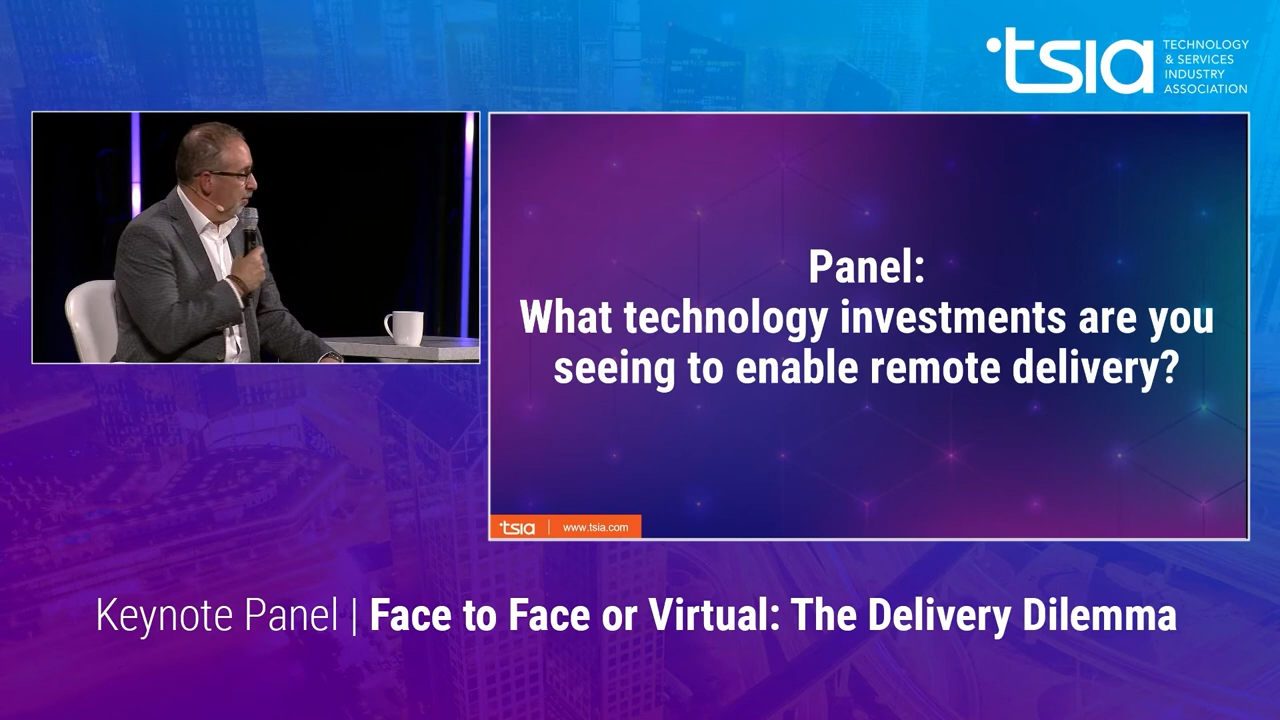 tsia
TECHNOLOGY
& SERVICES
INDUSTRY
ASSOCIATION
Panel:
What technology investments are you
seeing to enable remote delivery?
tsia | www.tsia.com
Keynote Panel | Face to Face or Virtual: The Delivery Dilemma